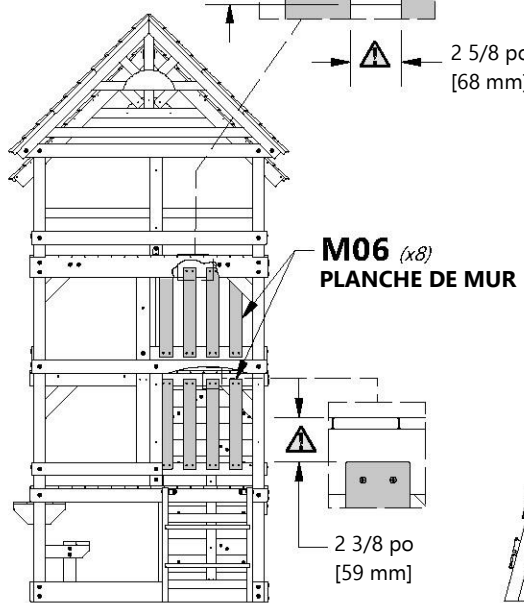 2 5/8 po
[68 mm]
M06 (x8)
PLANCHE DE MUR
2 3/8 po
[59 mm]